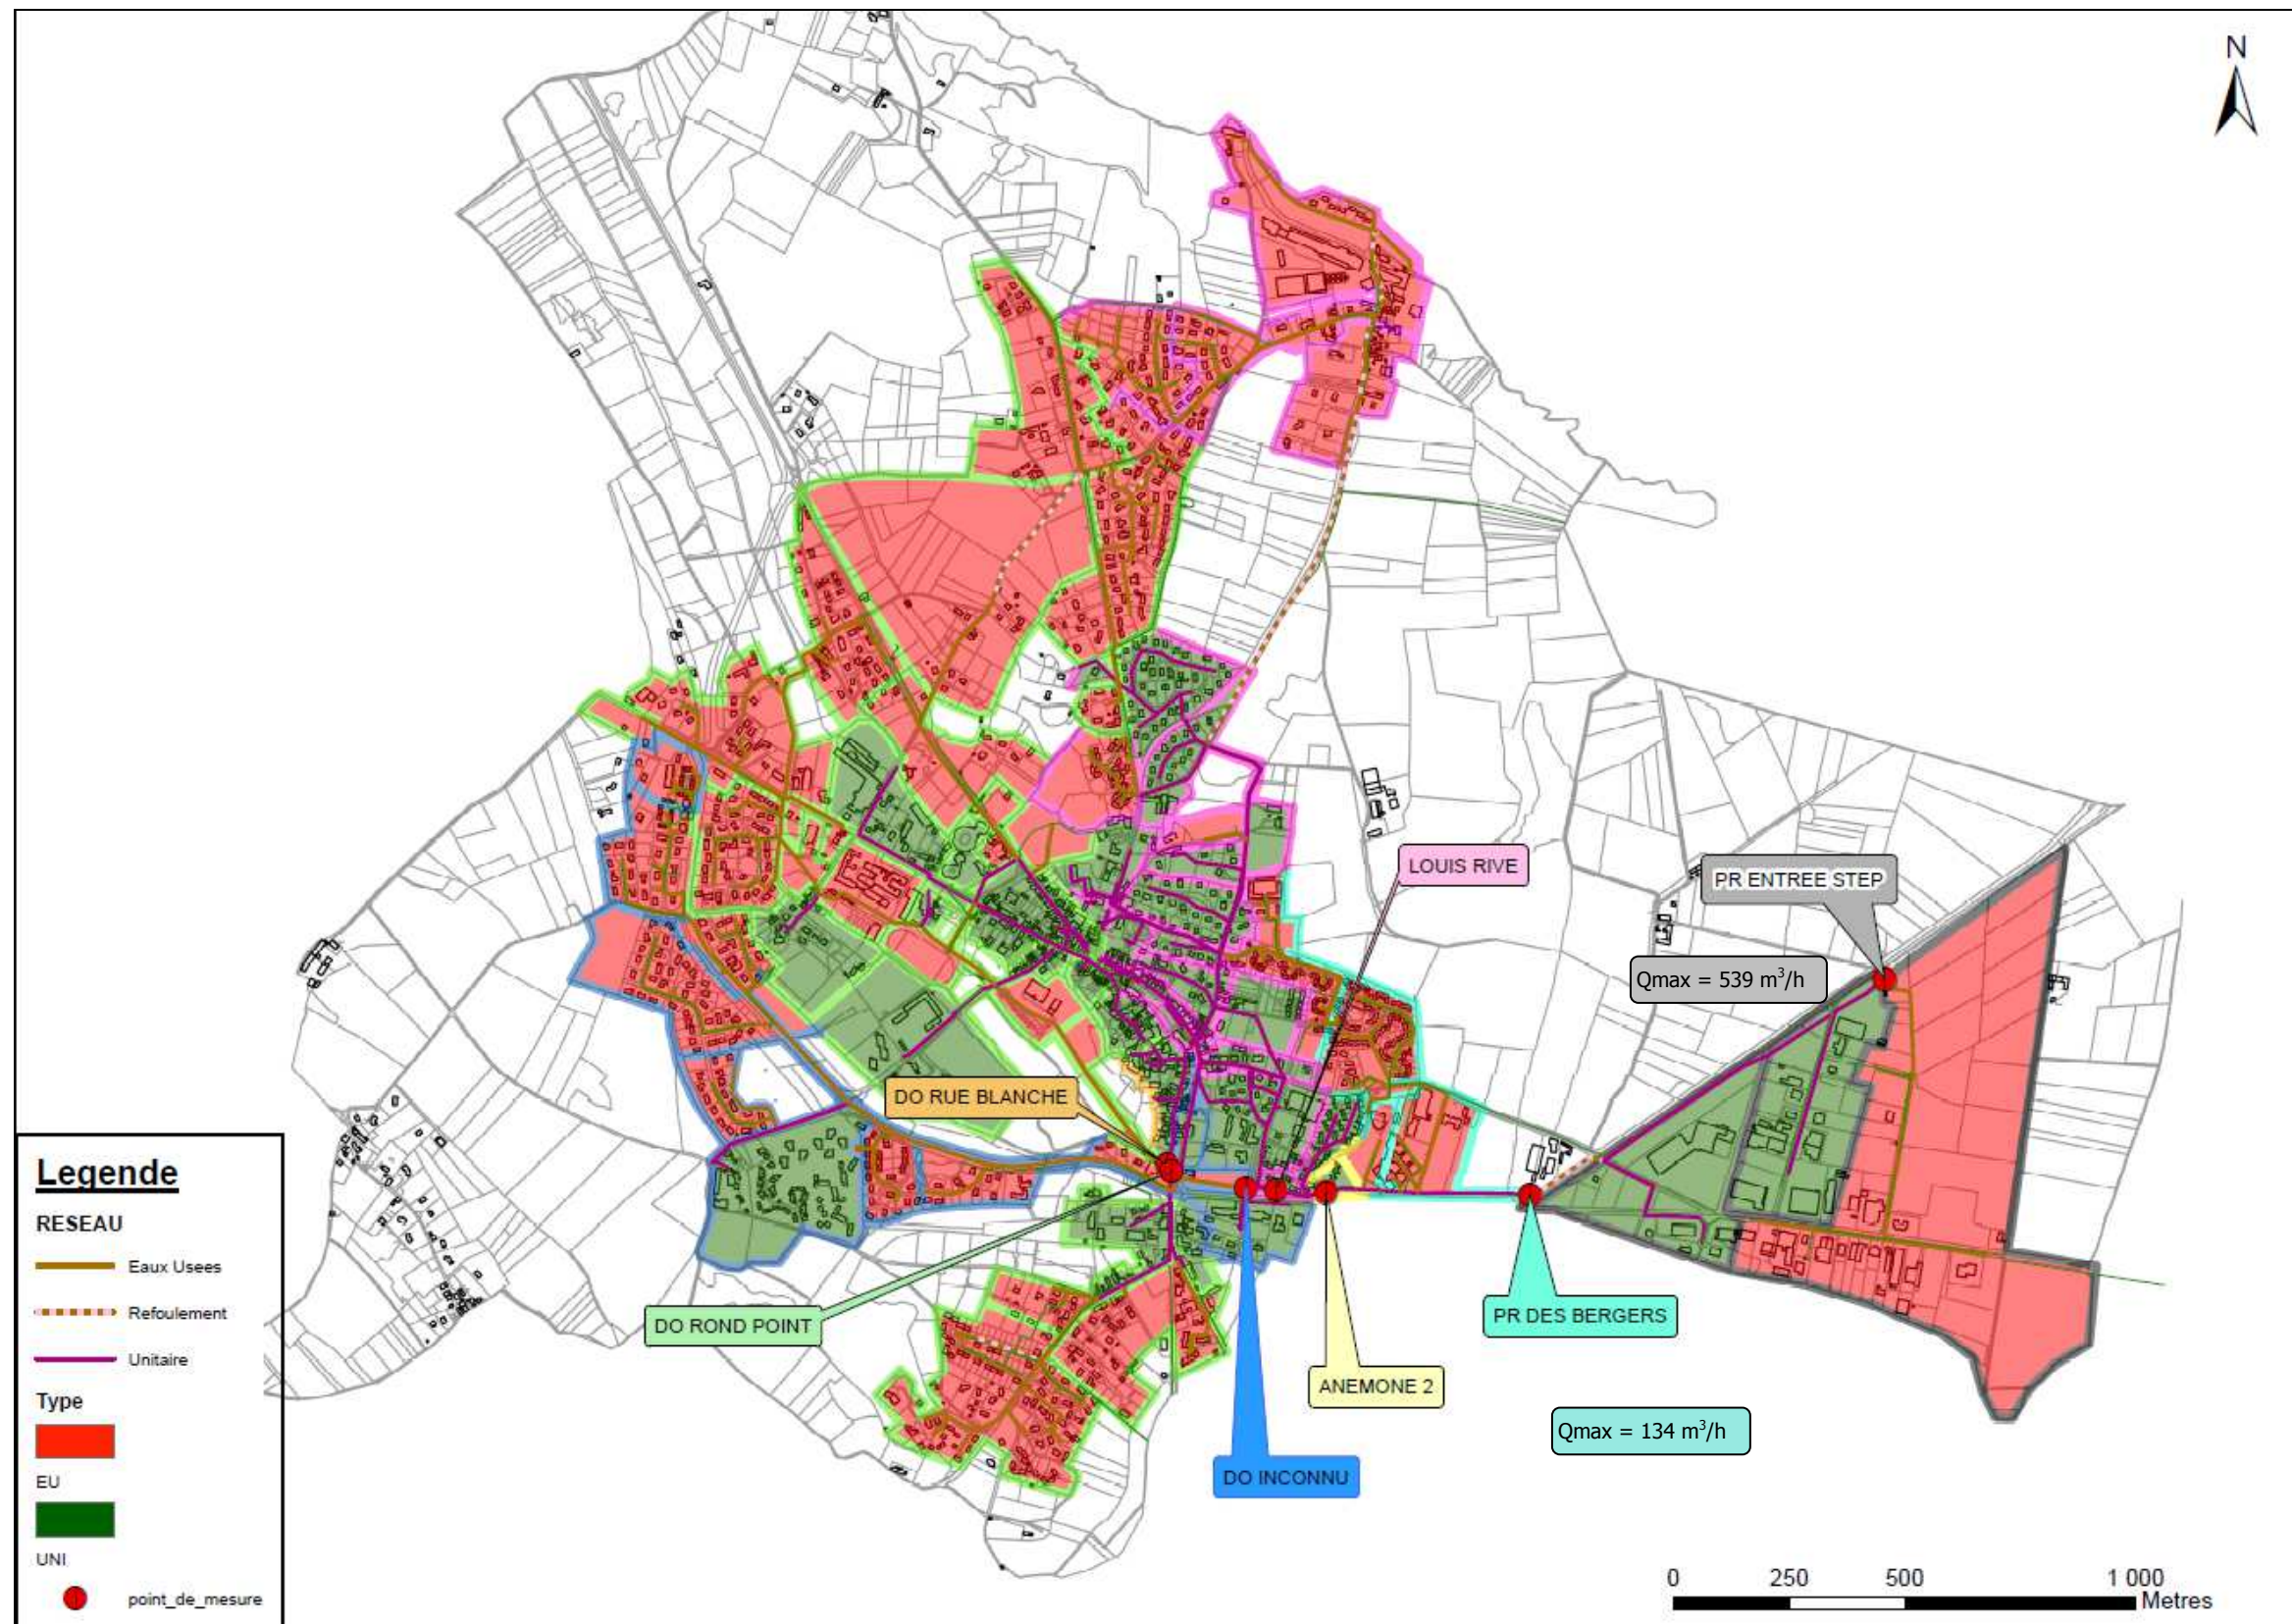 N
LOUIS RIVE
PR ENTREE STEP
Qmax = 539 m³/h
DO RUE BLANCHE
DO ROND POINT
PR DES BERGERS
ANEMONE 2
Qmax = 134 m³/h
DO INCONNU
Legende
RESEAU
Eaux Usees
Refoulement
Unitaire
Type
EU
UNI
point_de_mesure
0 250 500 1 000
Metres